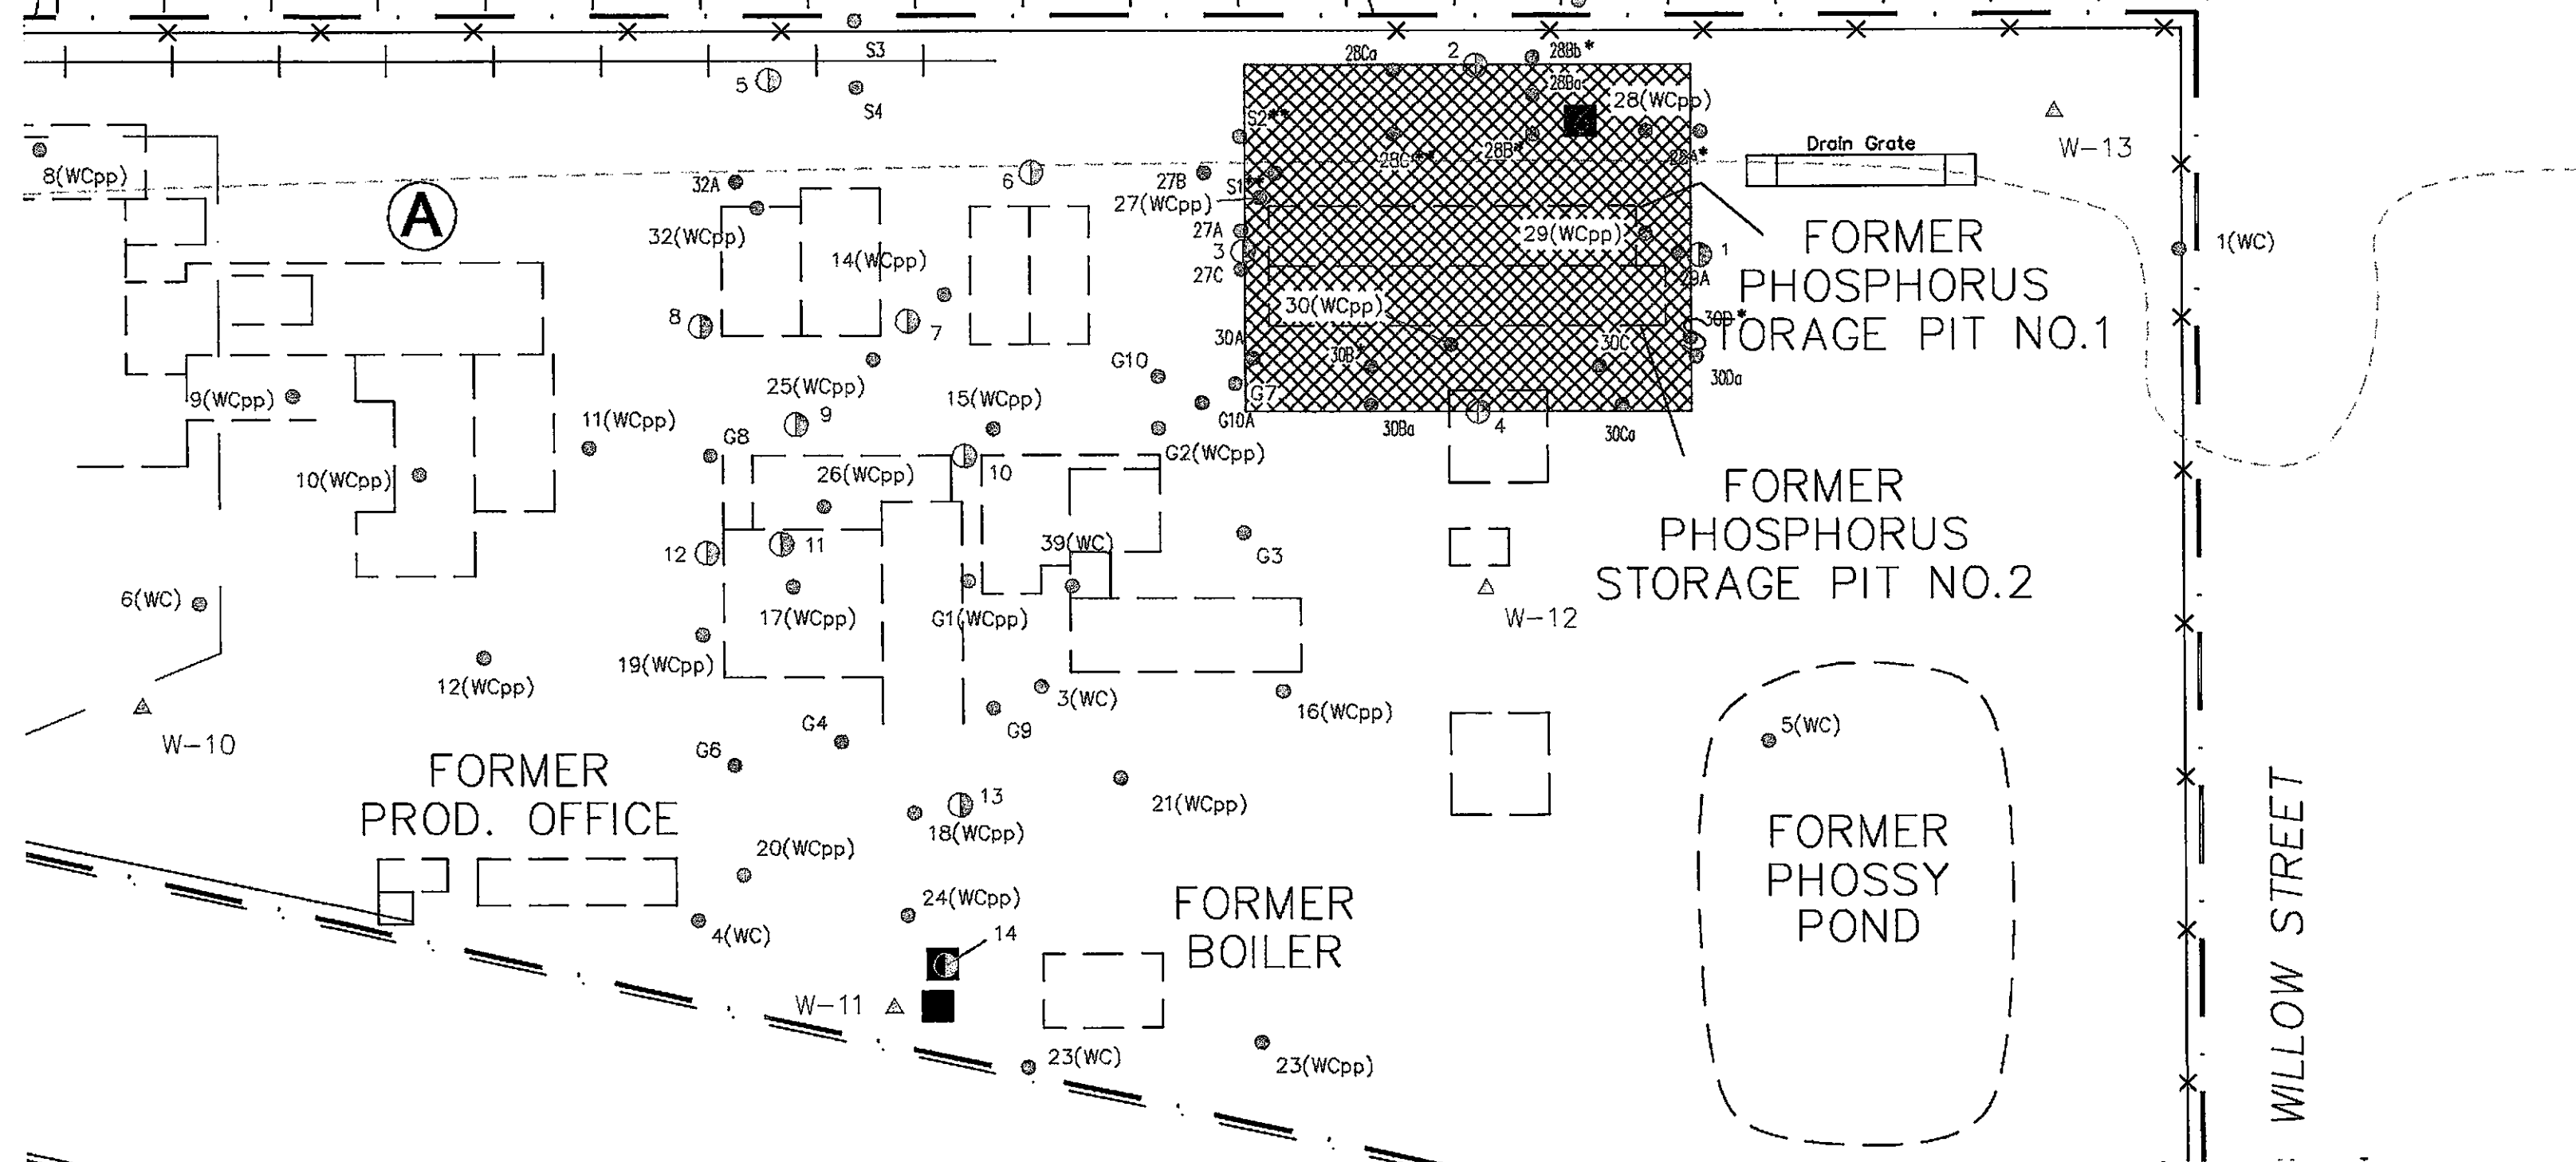 S3
5
S4
28Ca
2
28Bb*
28Ba
28(WCpp)
S2**
28C**
28B*
28A*
Drain Grate
W-13
8(WCpp)
A
32A
6
27B
S1**
27(WCpp)
32(WCpp)
14(WCpp)
27A
3
27C
29(WCpp)
1
29A
FORMER
PHOSPHORUS
STORAGE PIT NO.1
1(WC)
8
7
30(WCpp)
30D*
30A
30B*
30C
30Da
G10
G7
25(WCpp)
9
15(WCpp)
G10A
30Ba
4
30Ca
9(WCpp)
11(WCpp)
G8
G2(WCpp)
10(WCpp)
26(WCpp)
10
FORMER
PHOSPHORUS
STORAGE PIT NO.2
12
11
39(WC)
G3
6(WC)
17(WCpp)
G1(WCpp)
W-12
19(WCpp)
12(WCpp)
3(WC)
16(WCpp)
W-10
G4
G9
5(WC)
G6
FORMER
PROD. OFFICE
13
18(WCpp)
21(WCpp)
20(WCpp)
FORMER
PHOSSY
POND
24(WCpp)
4(WC)
14
FORMER
BOILER
W-11
23(WC)
23(WCpp)
WILLOW STREET